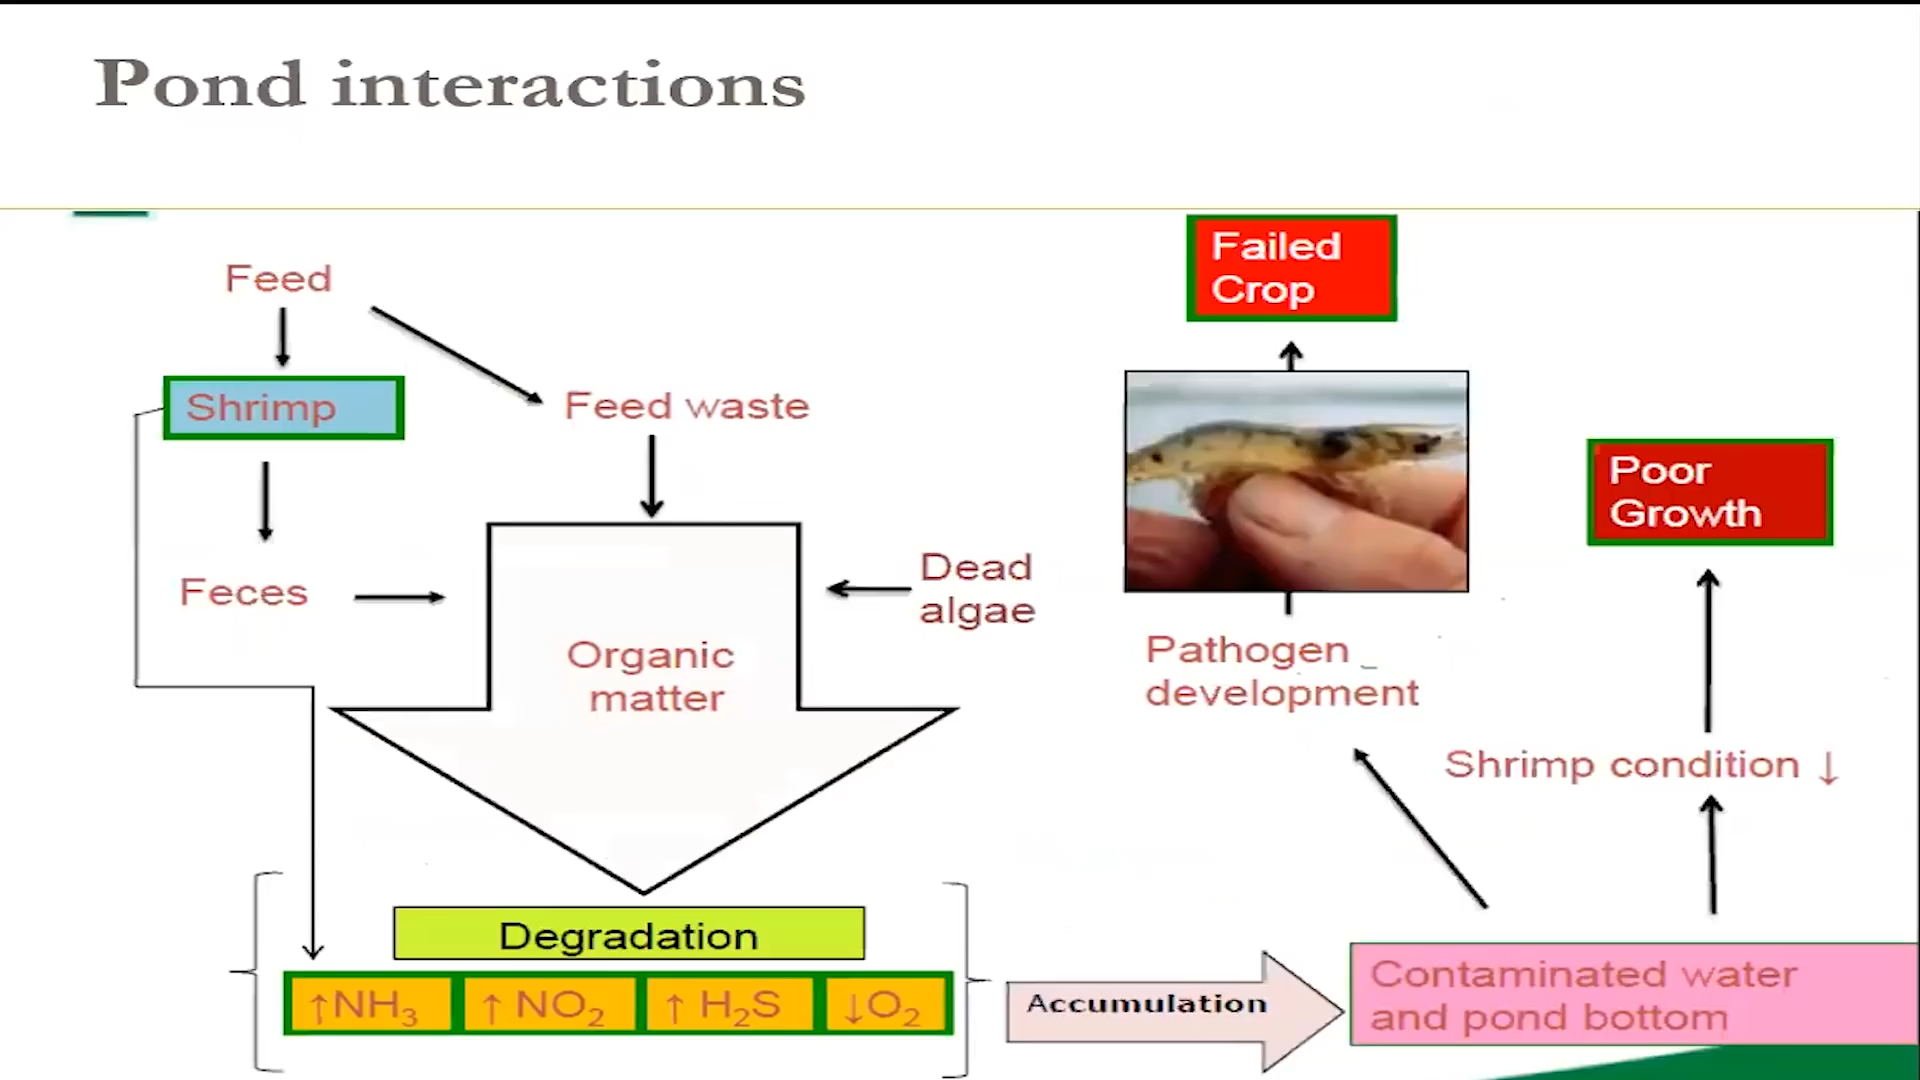 Pond interactions
Feed
Shrimp
Feed waste
Feces
Dead
algae
Organic
matter
Degradation
↑NH₃
↑ NO₂
↑ H₂S
↓O₂
Accumulation
Contaminated water
and pond bottom
Pathogen
development
Failed
Crop
Shrimp condition ↓
Poor
Growth